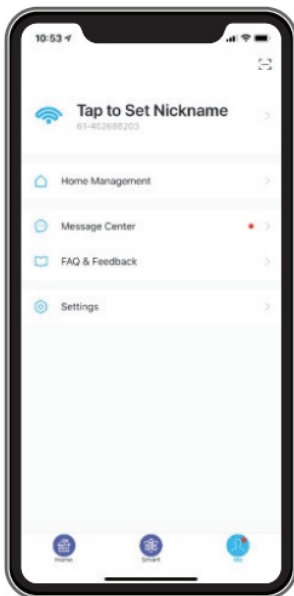 10:53
Tap to Set Nickname
61-402688203
Home Management
Message Center
FAQ & Feedback
Settings
Home
Smart
Me